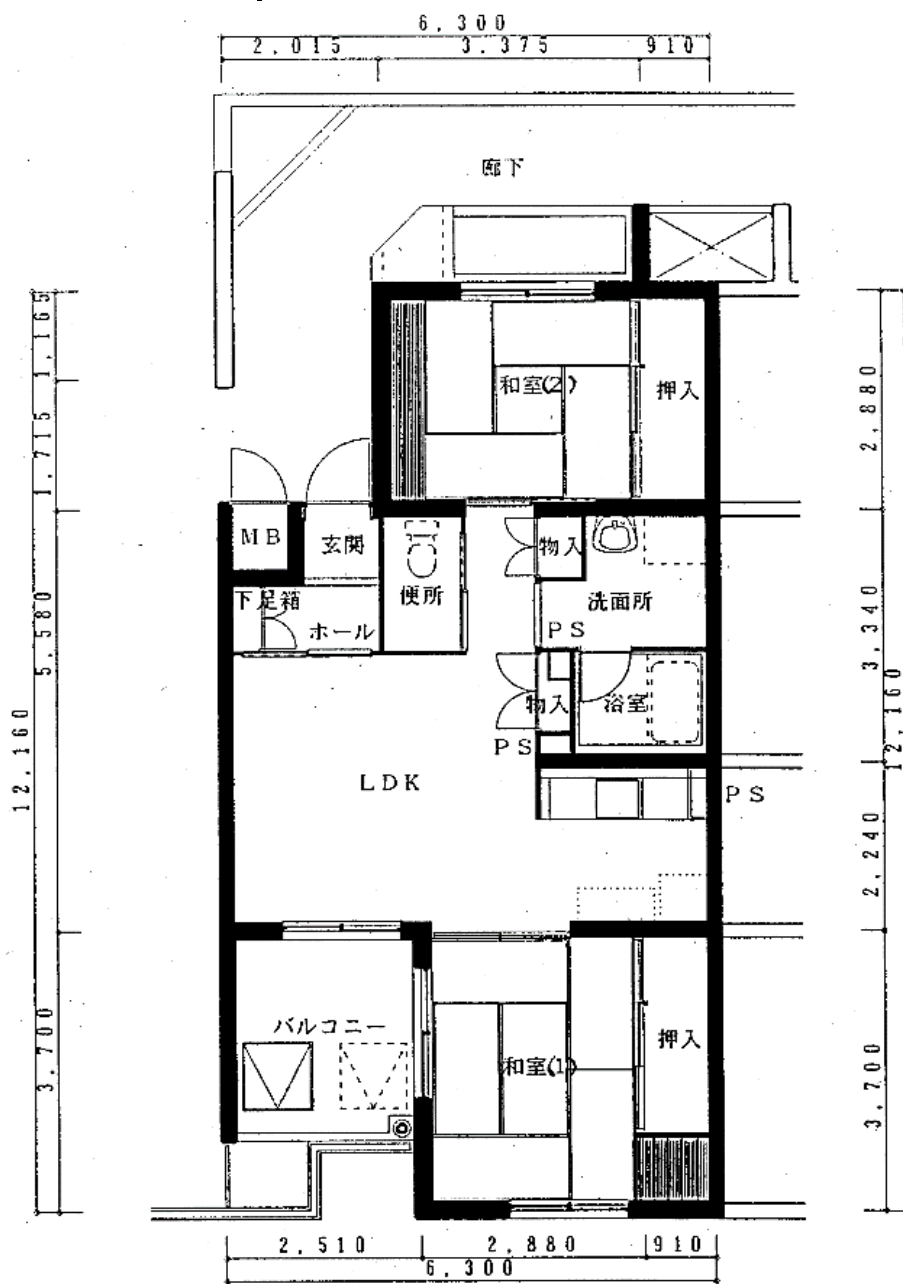 6,300
2,015
3.375
910
廊下
1,165
1,715
5,580
12,160
3,700
2,880
3,340
12,160
2,240
3,700
和室(2)
押入
MB
玄関
便所
物入
洗面所
下足箱
ホール
PS
物入
浴室
PS
LDK
PS
バルコニー
和室(1)
押入
2,510
2,880
910
6,300